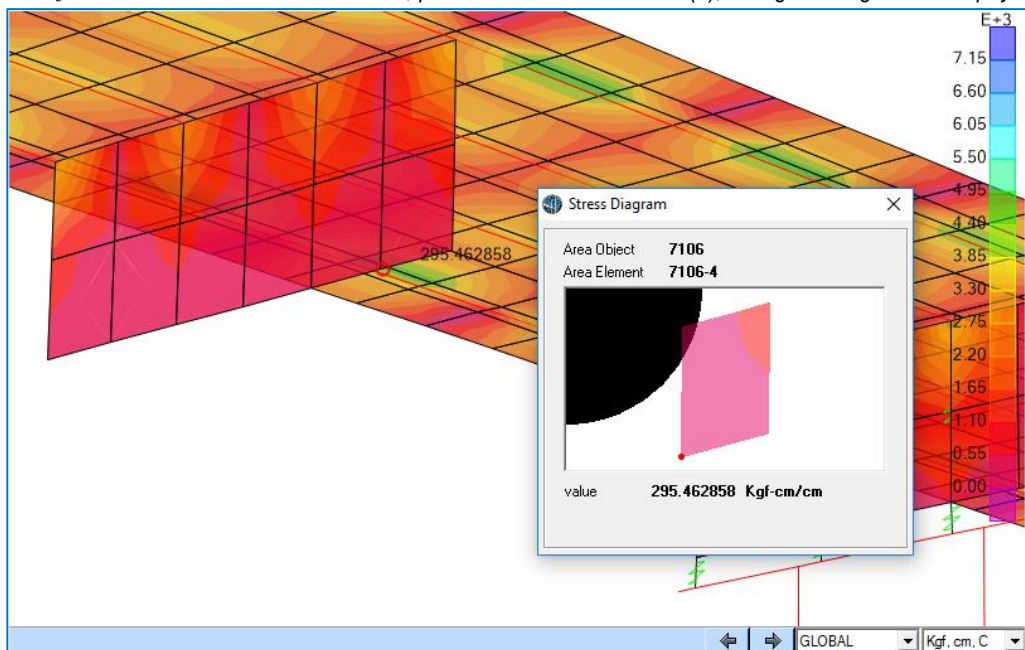 E+3
7.15
6.60
6.05
5.50
4.95
4.40
3.85
3.30
2.75
2.20
1.65
1.10
0.55
0.00
295.462858
Stress Diagram
Area Object 7106
Area Element 7106-4
value 295.462858 Kgf-cm/cm
GLOBAL
Kgf, cm, C